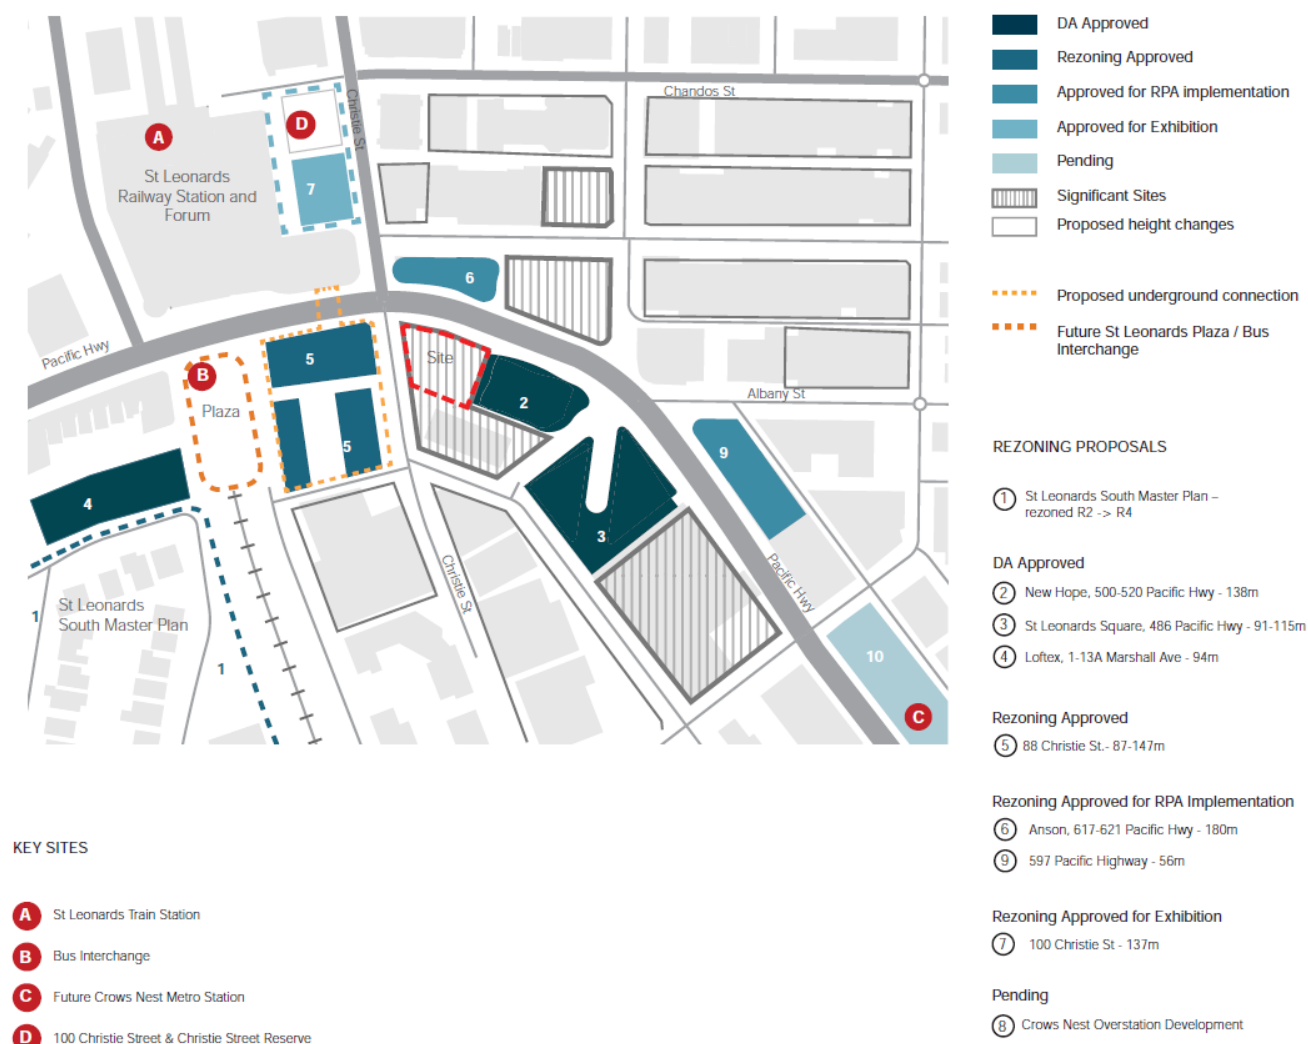 A
St Leonards
Railway Station and
Forum
D
7
Christie St
Chandos St
6
Pacific Hwy
B
Plaza
5
5
Site
2
Albany St
9
4
3
Christie St
Pacific Hwy
1
St Leonards
South Master Plan
1
10
C
DA Approved
Rezoning Approved
Approved for RPA implementation
Approved for Exhibition
Pending
Significant Sites
Proposed height changes
Proposed underground connection
Future St Leonards Plaza / Bus
Interchange
REZONING PROPOSALS
1 St Leonards South Master Plan –
rezoned R2 -> R4
DA Approved
2 New Hope, 500-520 Pacific Hwy - 138m
3 St Leonards Square, 486 Pacific Hwy - 91-115m
4 Loftex, 1-13A Marshall Ave - 94m
Rezoning Approved
5 88 Christie St.- 87-147m
Rezoning Approved for RPA Implementation
6 Anson, 617-621 Pacific Hwy - 180m
9 597 Pacific Highway - 56m
Rezoning Approved for Exhibition
7 100 Christie St - 137m
Pending
8 Crows Nest Overstation Development
KEY SITES
A St Leonards Train Station
B Bus Interchange
C Future Crows Nest Metro Station
D 100 Christie Street & Christie Street Reserve